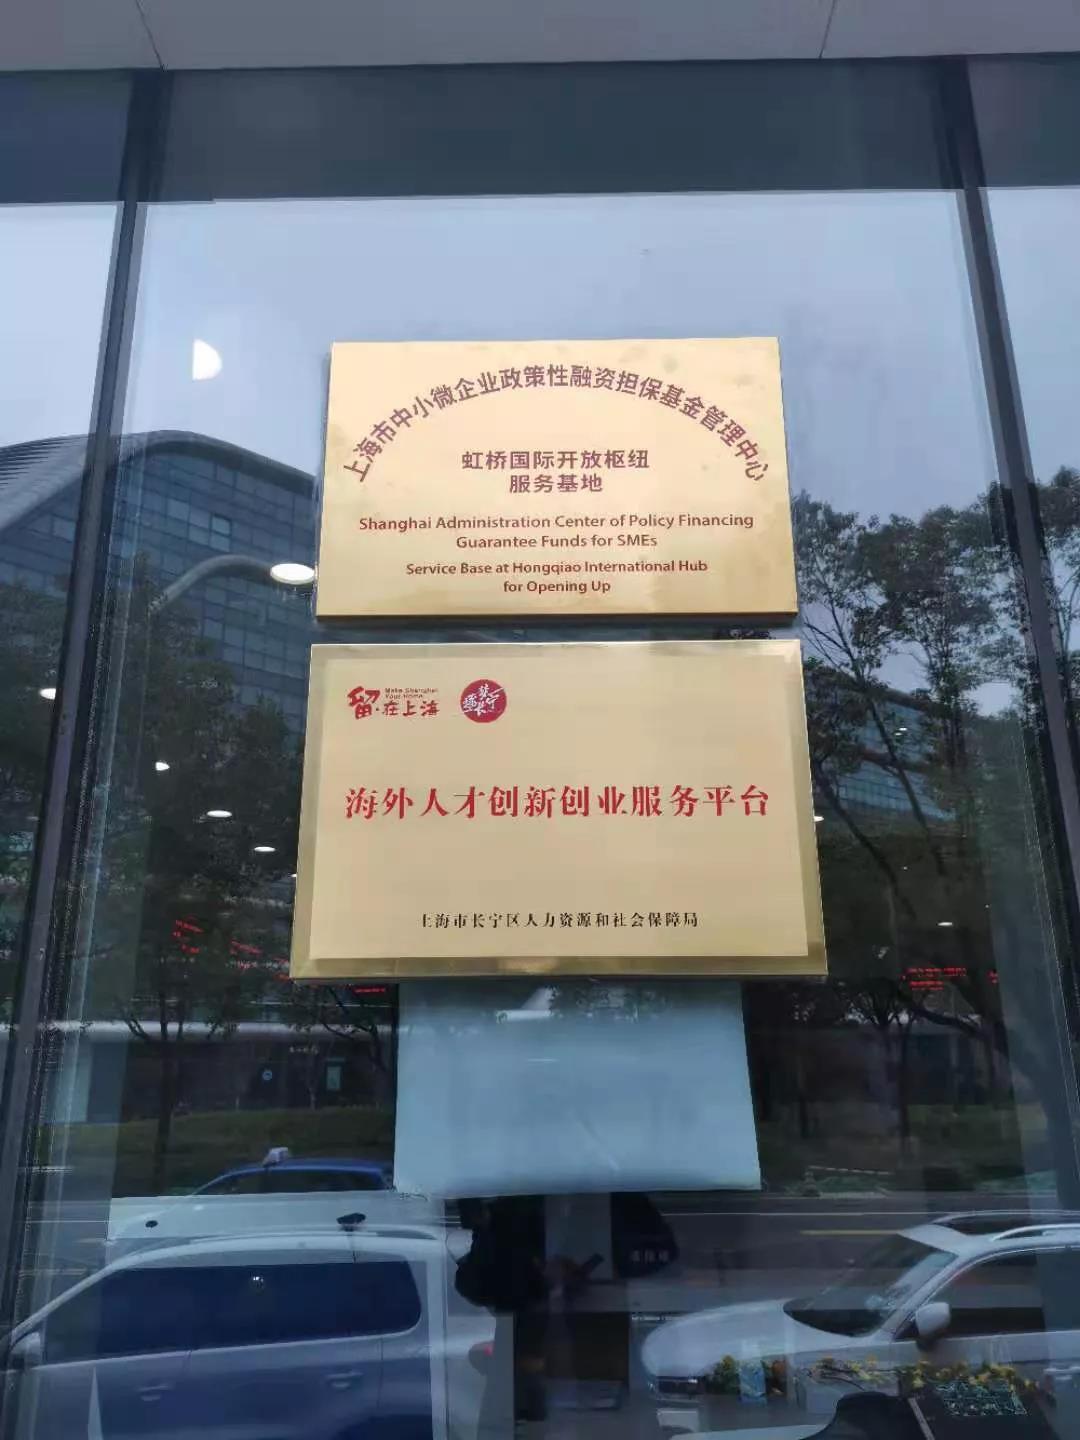 上海市中小微企业政策性融资担保基金管理中心
虹桥国际开放枢纽
服务基地
Shanghai Administration Center of Policy Financing
Guarantee Funds for SMEs
Service Base at Hongqiao International Hub
for Opening Up
Make Shanghai
Your Home
留·在上海
海外人才创新创业服务平台
上海市长宁区人力资源和社会保障局